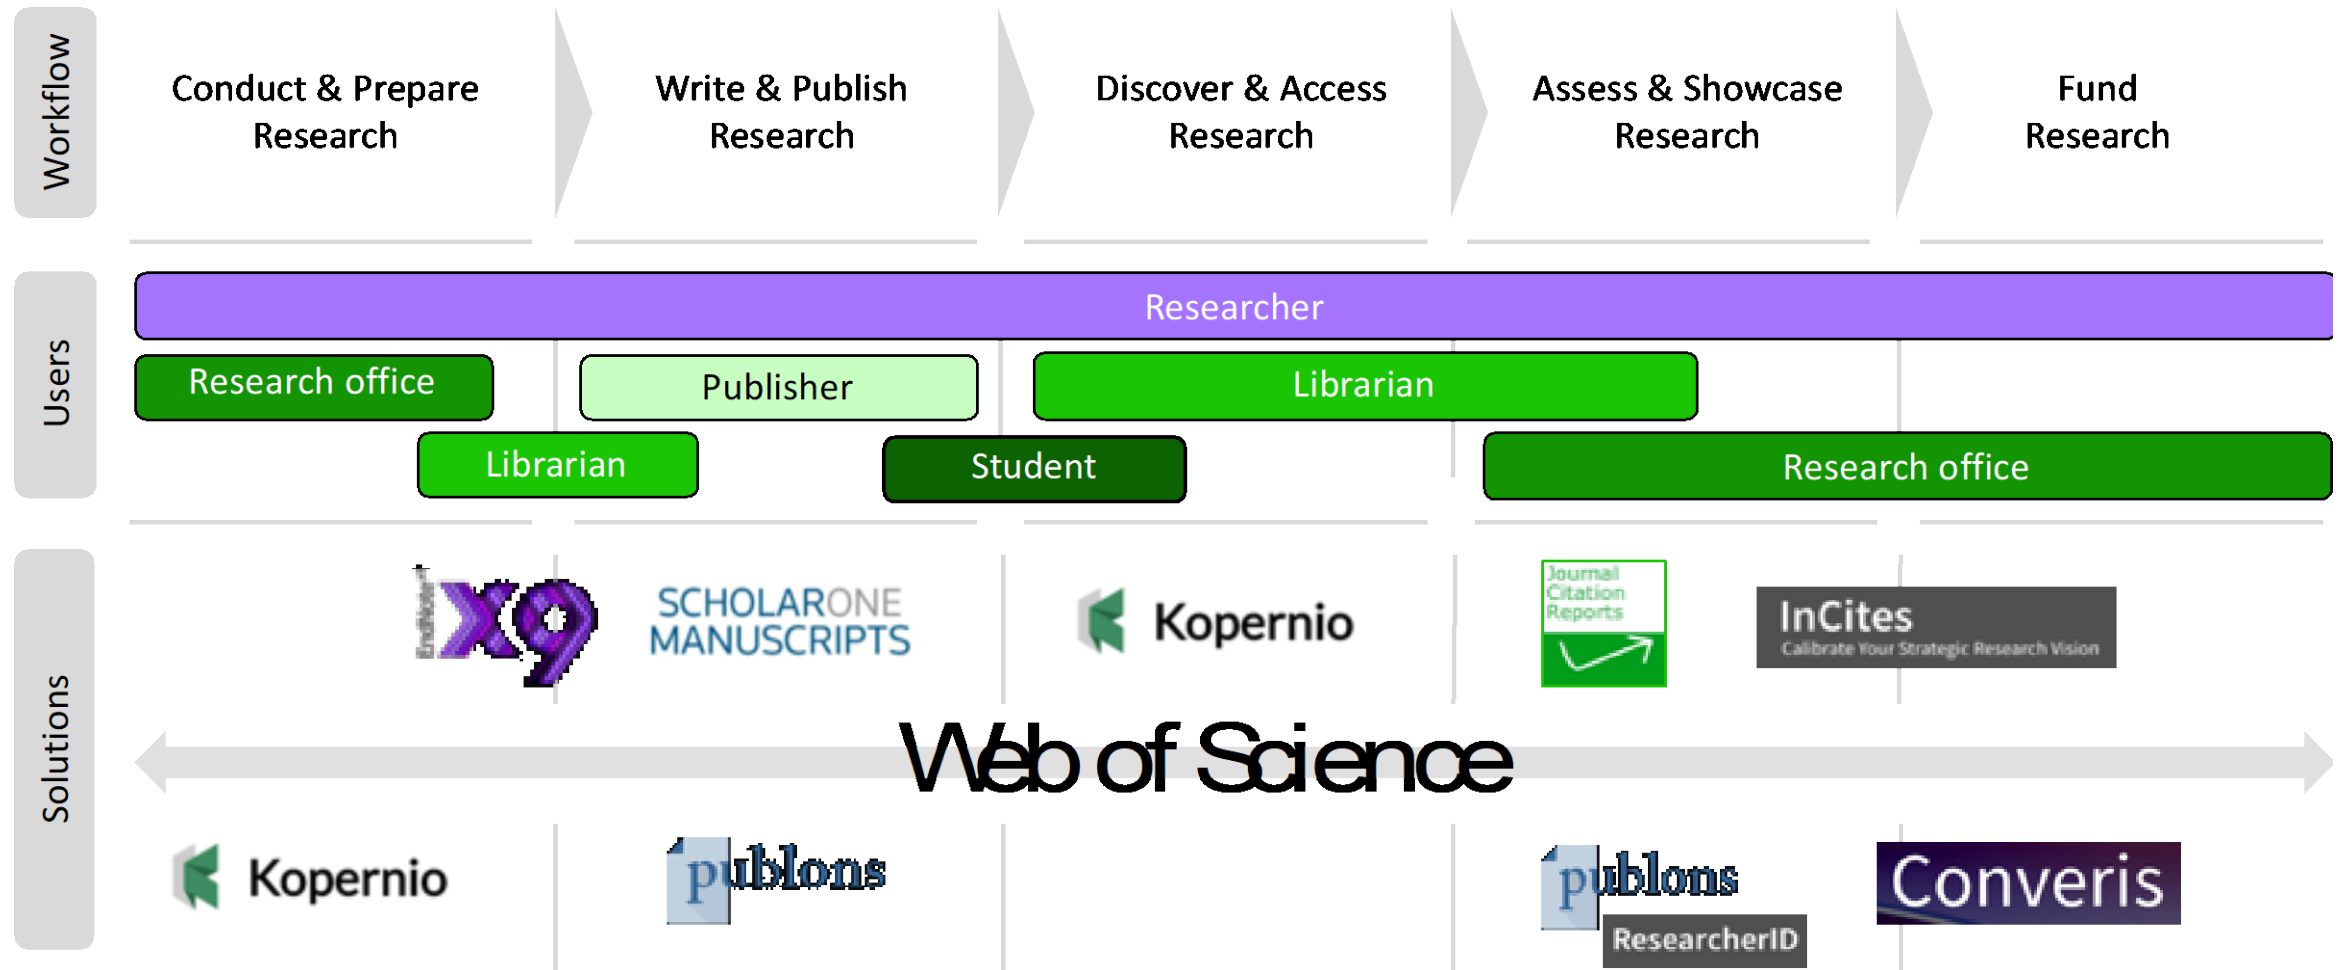 Workflow
Conduct & Prepare
Research
Write & Publish
Research
Discover & Access
Research
Assess & Showcase
Research
Fund
Research
Users
Researcher
Research office
Publisher
Librarian
Librarian
Student
Research office
Solutions
EndNote
X9
SCHOLARONE
MANUSCRIPTS
Kopernio
Journal
Citation
Reports
InCites
Calibrate Your Strategic Research Vision
Web of Science
Kopernio
publons
publons
ResearcherID
Converis